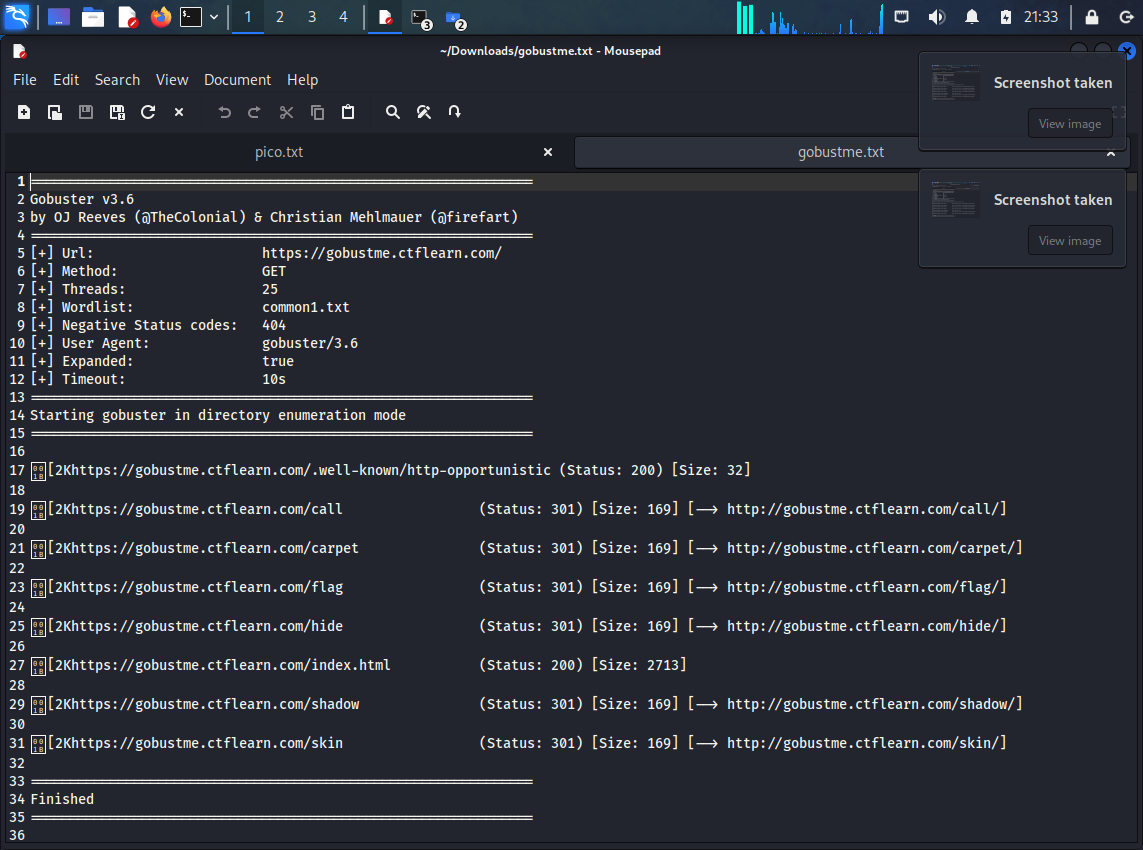 1 2 3 4 3 2 21:33
~/Downloads/gobustme.txt - Mousepad
File Edit Search View Document Help
Screenshot taken
View image
Screenshot taken
View image
pico.txt gobustme.txt
1 ===============================================================
2 Gobuster v3.6
3 by OJ Reeves (@TheColonial) & Christian Mehlmauer (@firefart)
4 ===============================================================
5 [+] Url:                     https://gobustme.ctflearn.com/
6 [+] Method:                  GET
7 [+] Threads:                 25
8 [+] Wordlist:                common1.txt
9 [+] Negative Status codes:   404
10 [+] User Agent:              gobuster/3.6
11 [+] Expanded:                true
12 [+] Timeout:                 10s
13 ===============================================================
14 Starting gobuster in directory enumeration mode
15 ===============================================================
16
17 001B[2Khttps://gobustme.ctflearn.com/.well-known/http-opportunistic (Status: 200) [Size: 32]
18
19 001B[2Khttps://gobustme.ctflearn.com/call                 (Status: 301) [Size: 169] [--> http://gobustme.ctflearn.com/call/]
20
21 001B[2Khttps://gobustme.ctflearn.com/carpet               (Status: 301) [Size: 169] [--> http://gobustme.ctflearn.com/carpet/]
22
23 001B[2Khttps://gobustme.ctflearn.com/flag                 (Status: 301) [Size: 169] [--> http://gobustme.ctflearn.com/flag/]
24
25 001B[2Khttps://gobustme.ctflearn.com/hide                 (Status: 301) [Size: 169] [--> http://gobustme.ctflearn.com/hide/]
26
27 001B[2Khttps://gobustme.ctflearn.com/index.html           (Status: 200) [Size: 2713]
28
29 001B[2Khttps://gobustme.ctflearn.com/shadow               (Status: 301) [Size: 169] [--> http://gobustme.ctflearn.com/shadow/]
30
31 001B[2Khttps://gobustme.ctflearn.com/skin                 (Status: 301) [Size: 169] [--> http://gobustme.ctflearn.com/skin/]
32
33 ===============================================================
34 Finished
35 ===============================================================
36